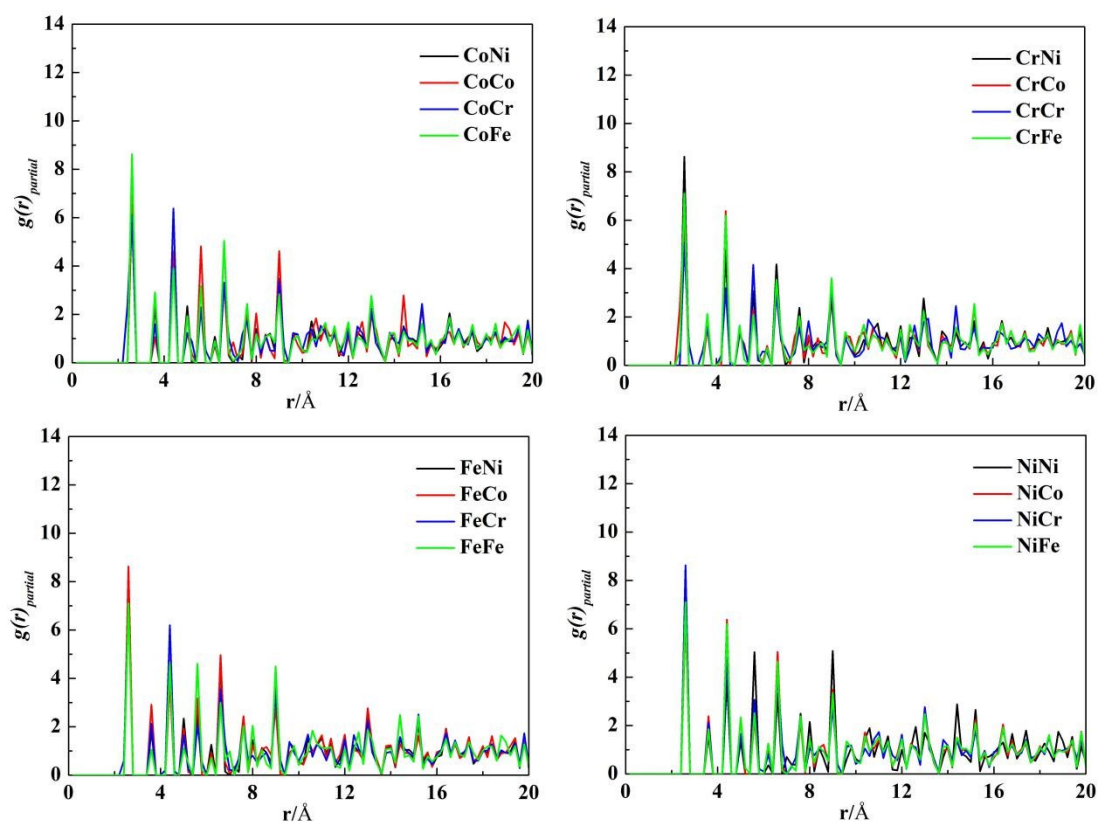 14
12
10
8
6
4
2
0
g(r)partial
CoNi
CoCo
CoCr
CoFe
0 4 8 12 16 20
r/Å
14
12
10
8
6
4
2
0
g(r)partial
CrNi
CrCo
CrCr
CrFe
0 4 8 12 16 20
r/Å
14
12
10
8
6
4
2
0
g(r)partial
FeNi
FeCo
FeCr
FeFe
0 4 8 12 16 20
r/Å
14
12
10
8
6
4
2
0
g(r)partial
NiNi
NiCo
NiCr
NiFe
0 4 8 12 16 20
r/Å